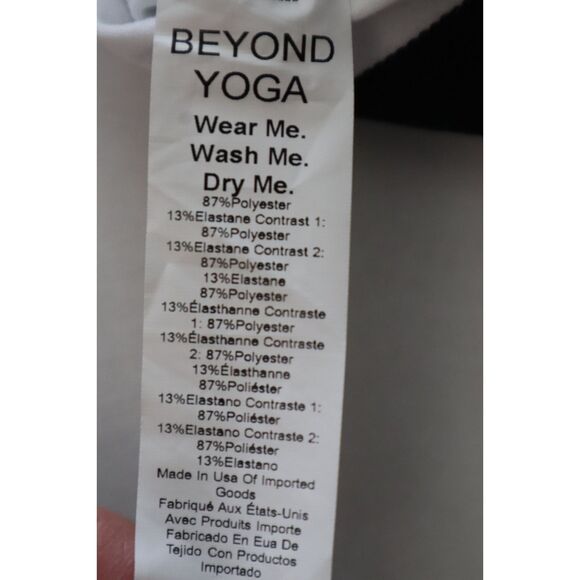 BEYOND
YOGA
Wear Me.
Wash Me.
Dry Me.
87%Polyester
13%Elastane Contrast 1:
87%Polyester
13%Elastane Contrast 2:
87%Polyester
13%Elastane
87%Polyester
13%Élasthanne Contraste
1: 87%Polyester
13%Élasthanne Contraste
2: 87%Polyester
13%Élasthanne
87%Poliéster
13%Elastano Contraste 1:
87%Poliéster
13%Elastano Contraste 2:
87%Poliéster
13%Elastano
Made In Usa Of Imported
Goods
Fabriqué Aux États-Unis
Avec Produits Importe
Fabricado En Eua De
Tejido Con Productos
Importado